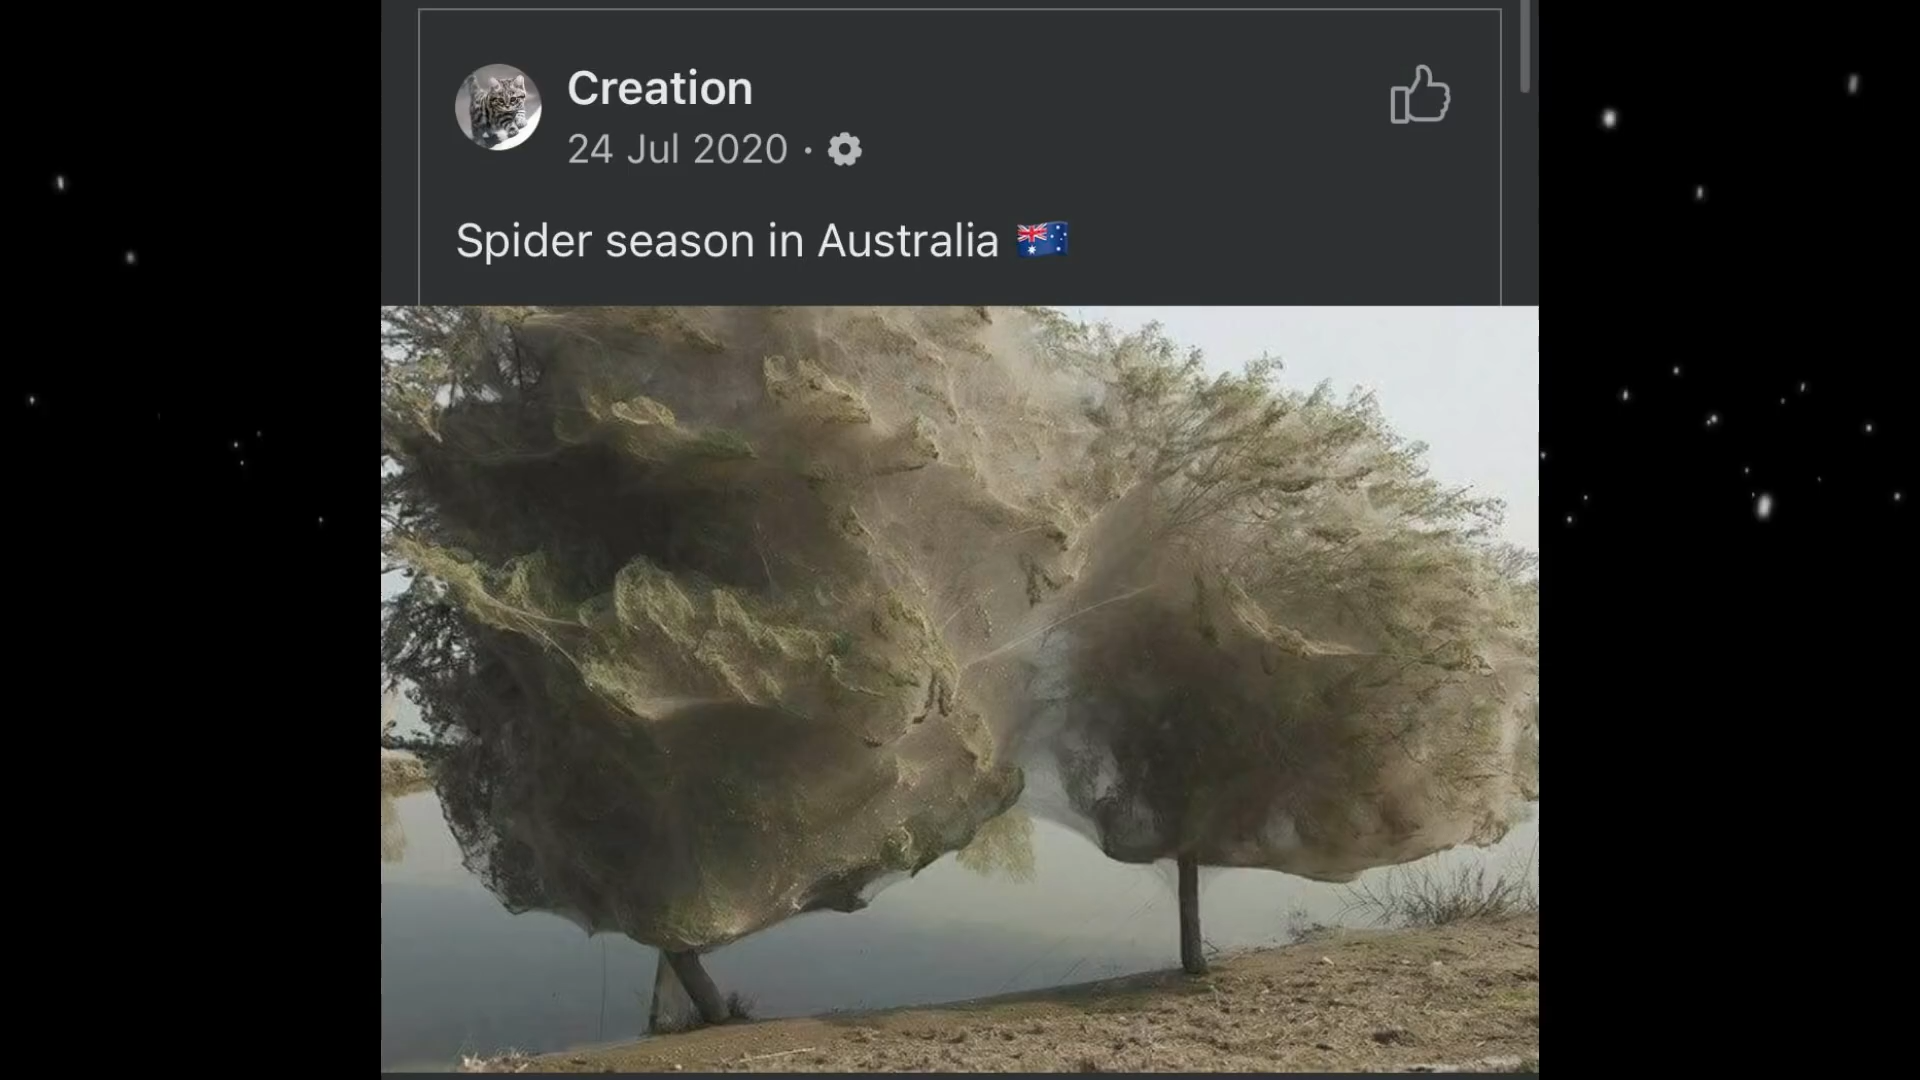 Creation
24 Jul 2020 ·
Spider season in Australia 🇦🇺